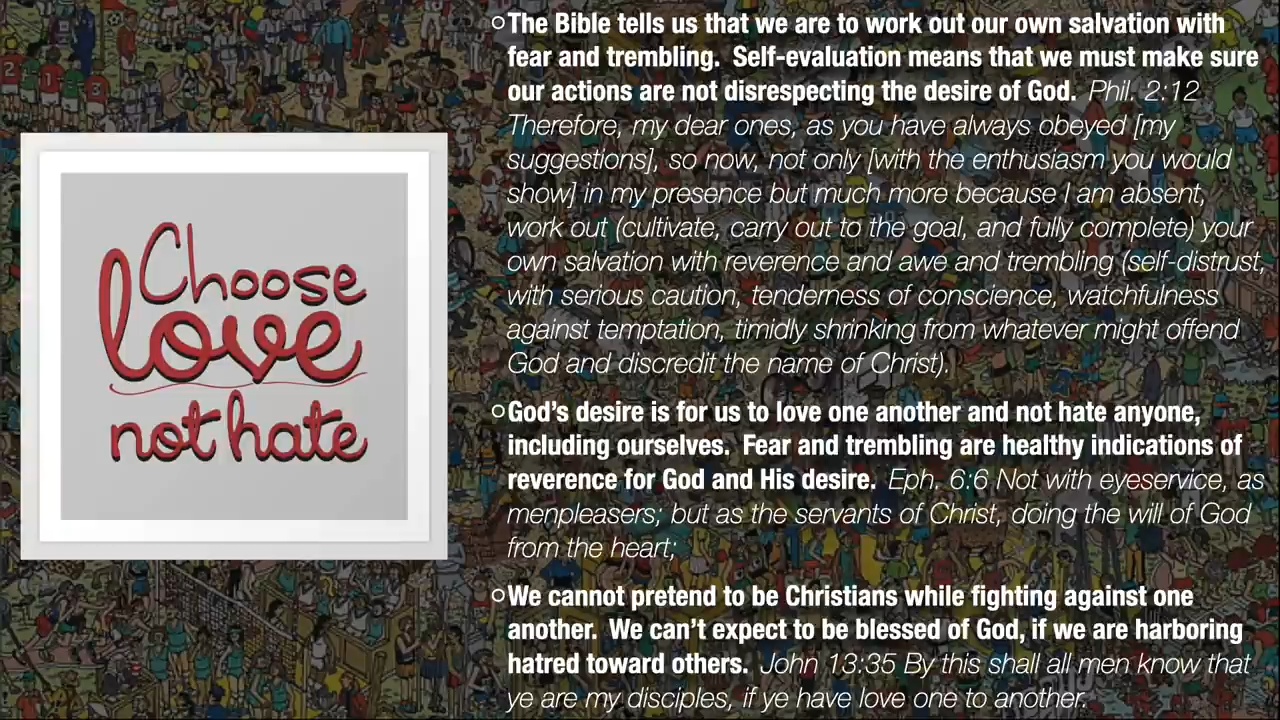 Choose
love
not hate
○The Bible tells us that we are to work out our own salvation with
fear and trembling.  Self-evaluation means that we must make sure
our actions are not disrespecting the desire of God.  Phil. 2:12
Therefore, my dear ones, as you have always obeyed [my
suggestions], so now, not only [with the enthusiasm you would
show] in my presence but much more because I am absent,
work out (cultivate, carry out to the goal, and fully complete) your
own salvation with reverence and awe and trembling (self-distrust,
with serious caution, tenderness of conscience, watchfulness
against temptation, timidly shrinking from whatever might offend
God and discredit the name of Christ).
○God’s desire is for us to love one another and not hate anyone,
including ourselves.  Fear and trembling are healthy indications of
reverence for God and His desire.  Eph. 6:6 Not with eyeservice, as
menpleasers; but as the servants of Christ, doing the will of God
from the heart;
○We cannot pretend to be Christians while fighting against one
another.  We can’t expect to be blessed of God, if we are harboring
hatred toward others.  John 13:35 By this shall all men know that
ye are my disciples, if ye have love one to another.